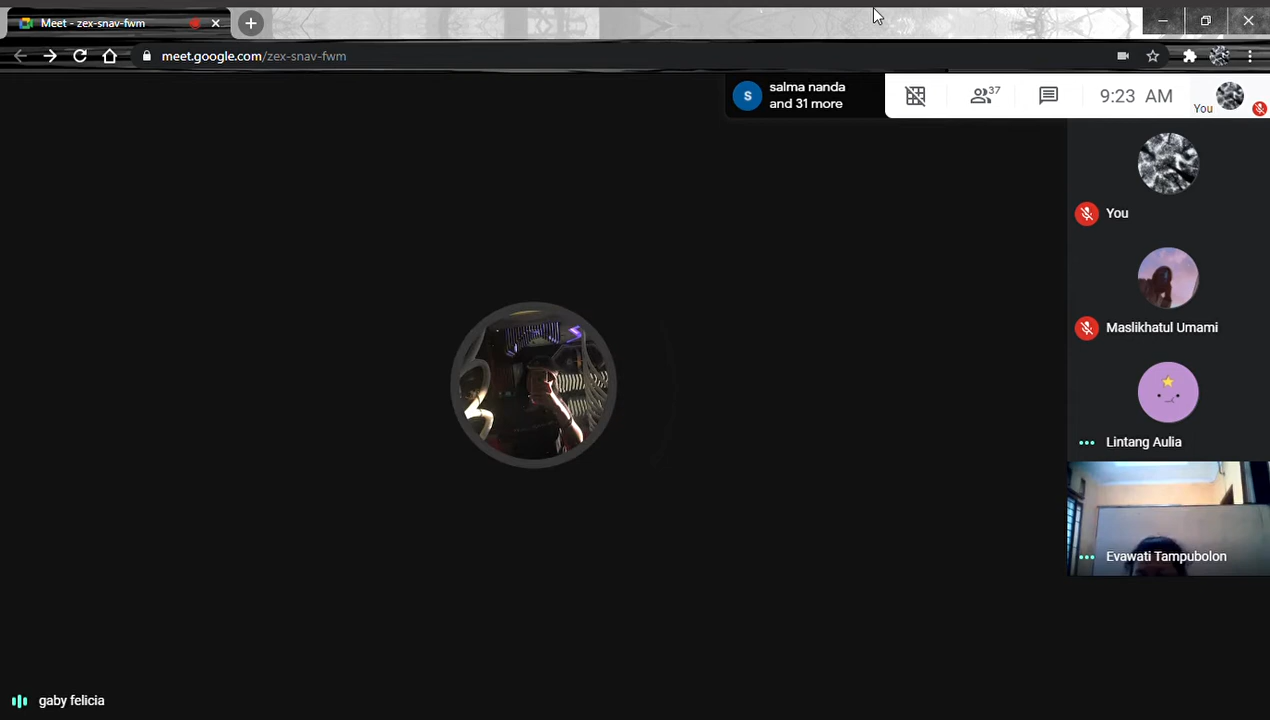 Meet - zex-snav-fwm
meet.google.com/zex-snav-fwm
S
salma nanda
and 31 more
37
9:23 AM
You
You
Maslikhatul Umami
Lintang Aulia
Evawati Tampubolon
gaby felicia